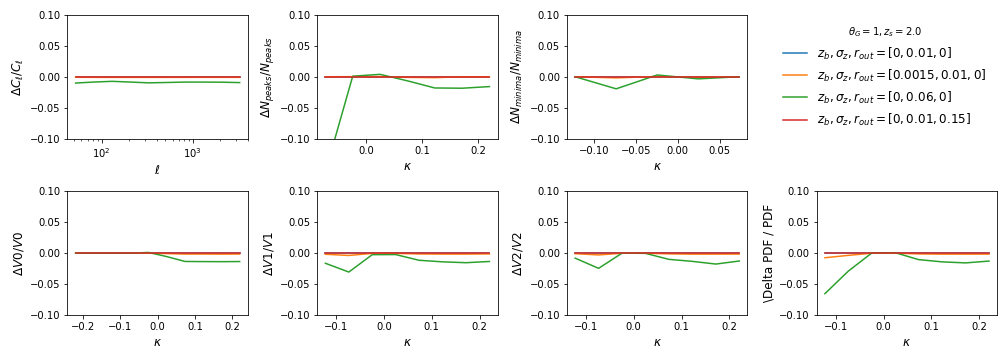 0.10
0.05
0.00
−0.05
−0.10
ΔC_ℓ/C_ℓ
10² 10³
ℓ
0.10
0.05
0.00
−0.05
−0.10
ΔN_peaks/N_peaks
0.0 0.1 0.2
κ
0.10
0.05
0.00
−0.05
−0.10
ΔN_minima/N_minima
−0.10 −0.05 0.00 0.05
κ
θ_G = 1, z_s = 2.0
z_b, σ_z, r_out = [0, 0.01, 0]
z_b, σ_z, r_out = [0.0015, 0.01, 0]
z_b, σ_z, r_out = [0, 0.06, 0]
z_b, σ_z, r_out = [0, 0.01, 0.15]
0.10
0.05
0.00
−0.05
−0.10
ΔV0/V0
−0.2 −0.1 0.0 0.1 0.2
κ
0.10
0.05
0.00
−0.05
−0.10
ΔV1/V1
−0.1 0.0 0.1 0.2
κ
0.10
0.05
0.00
−0.05
−0.10
ΔV2/V2
−0.1 0.0 0.1 0.2
κ
0.10
0.05
0.00
−0.05
−0.10
\Delta PDF / PDF
−0.1 0.0 0.1 0.2
κ